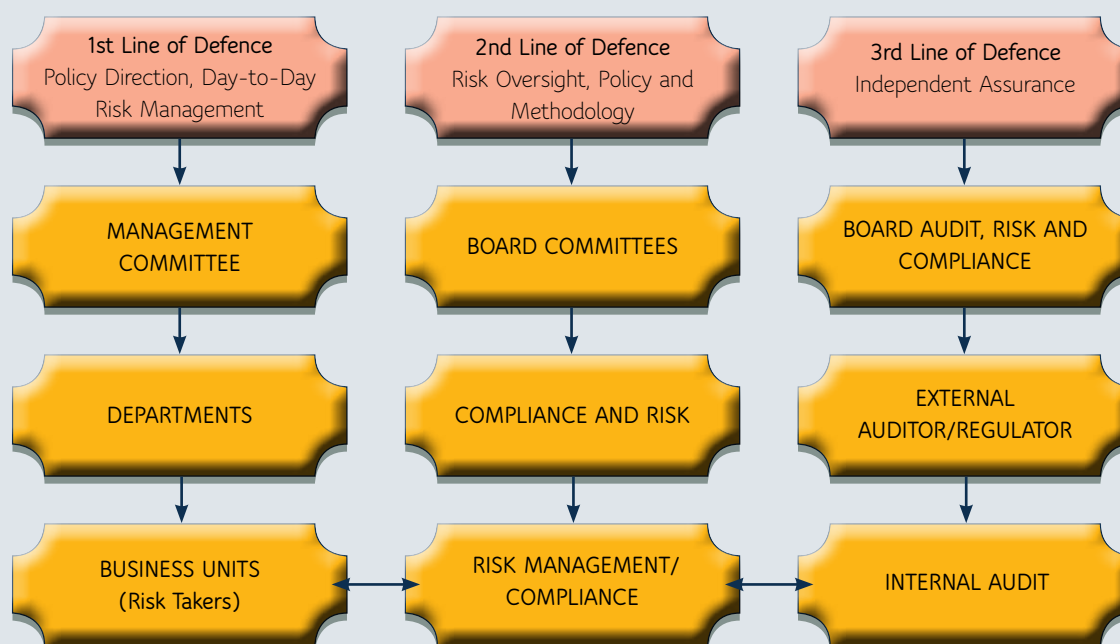 1st Line of Defence
Policy Direction, Day-to-Day
Risk Management
2nd Line of Defence
Risk Oversight, Policy and
Methodology
3rd Line of Defence
Independent Assurance
MANAGEMENT
COMMITTEE
BOARD COMMITTEES
BOARD AUDIT, RISK AND
COMPLIANCE
DEPARTMENTS
COMPLIANCE AND RISK
EXTERNAL
AUDITOR/REGULATOR
BUSINESS UNITS
(Risk Takers)
RISK MANAGEMENT/
COMPLIANCE
INTERNAL AUDIT